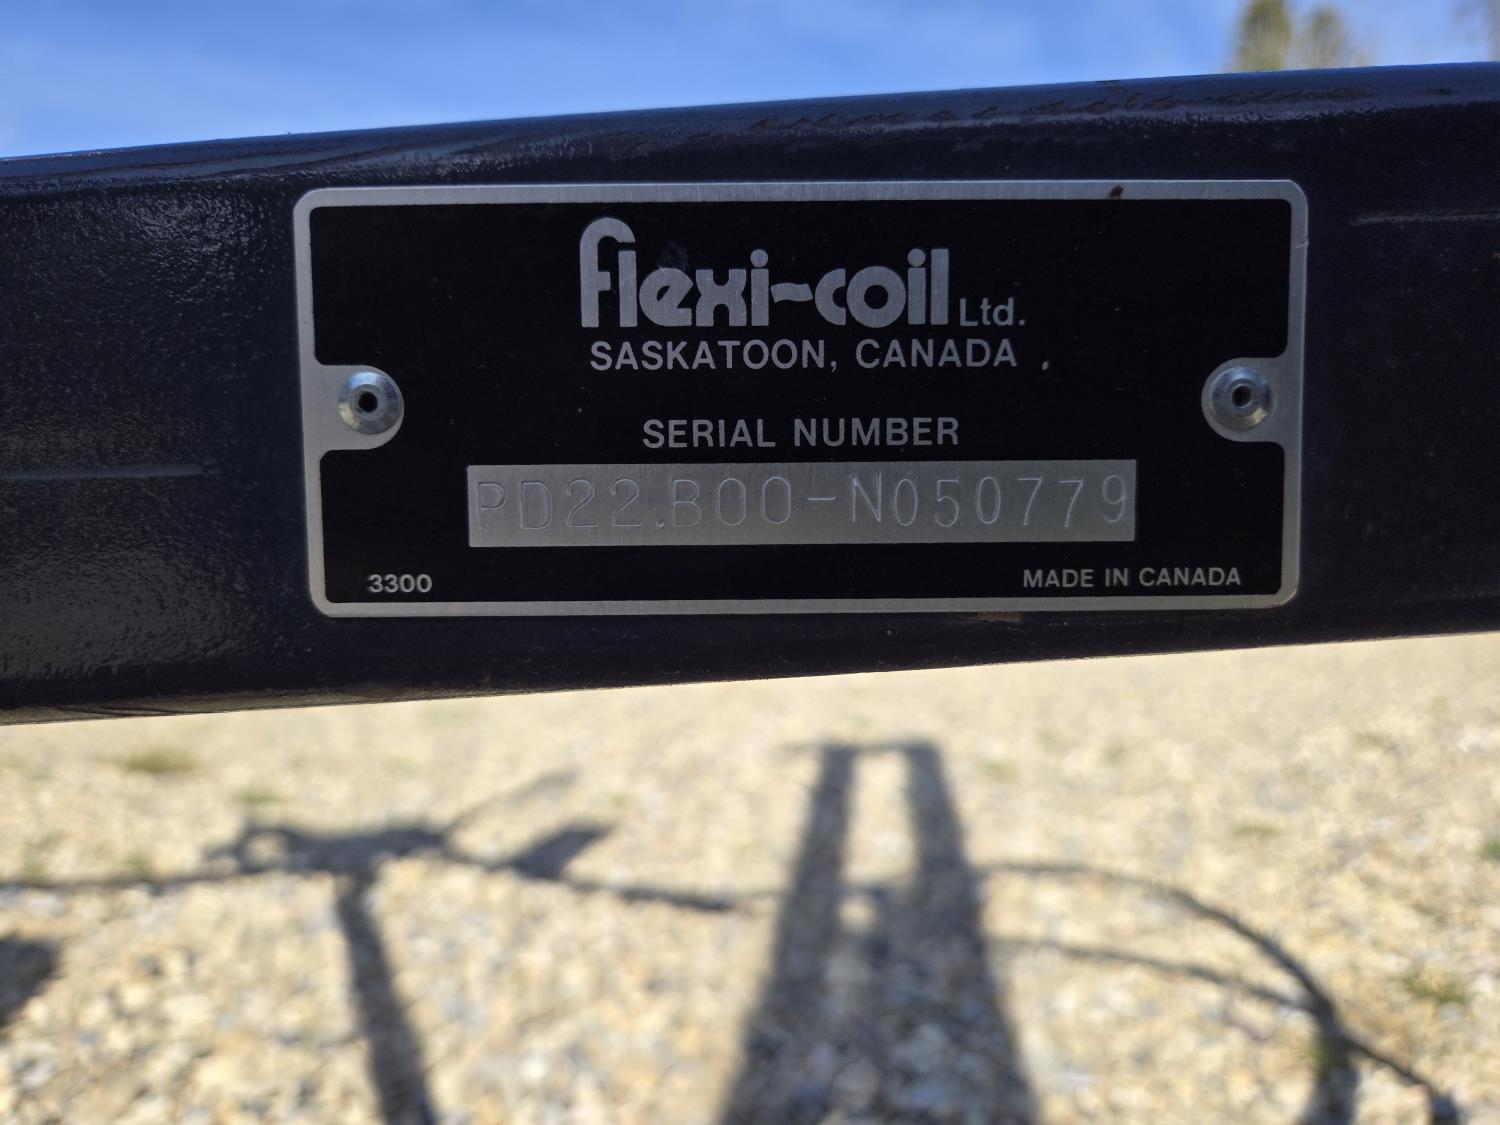 flexi-coil Ltd.
SASKATOON, CANADA
SERIAL NUMBER
PD22.B00-N050779
3300
MADE IN CANADA